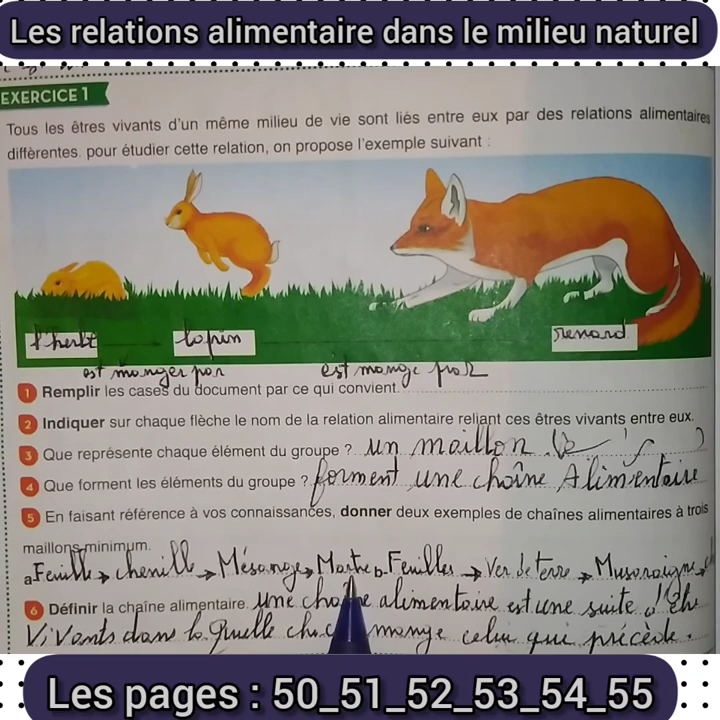 Les relations alimentaire dans le milieu naturel
EXERCICE 1
Tous les êtres vivants d'un même milieu de vie sont liés entre eux par des relations alimentaires
diffèrentes. pour étudier cette relation, on propose l'exemple suivant :
l'herbe lapin renard
est manger par est mange par
1 Remplir les cases du document par ce qui convient.
2 Indiquer sur chaque flèche le nom de la relation alimentaire reliant ces êtres vivants entre eux.
3 Que représente chaque élément du groupe ? un maillon
4 Que forment les éléments du groupe ? forment une chaîne Alimentaire
5 En faisant référence à vos connaissances, donner deux exemples de chaînes alimentaires à trois
maillons minimum.
a Feuille → chenille → Mésange → Martre b Feuilles → Ver de terre → Musaraigne
6 Définir la chaîne alimentaire. une chaîne alimentaire est une suite d'êt
Vivants dans laquelle mange celui qui précède.
Les pages : 50_51_52_53_54_55